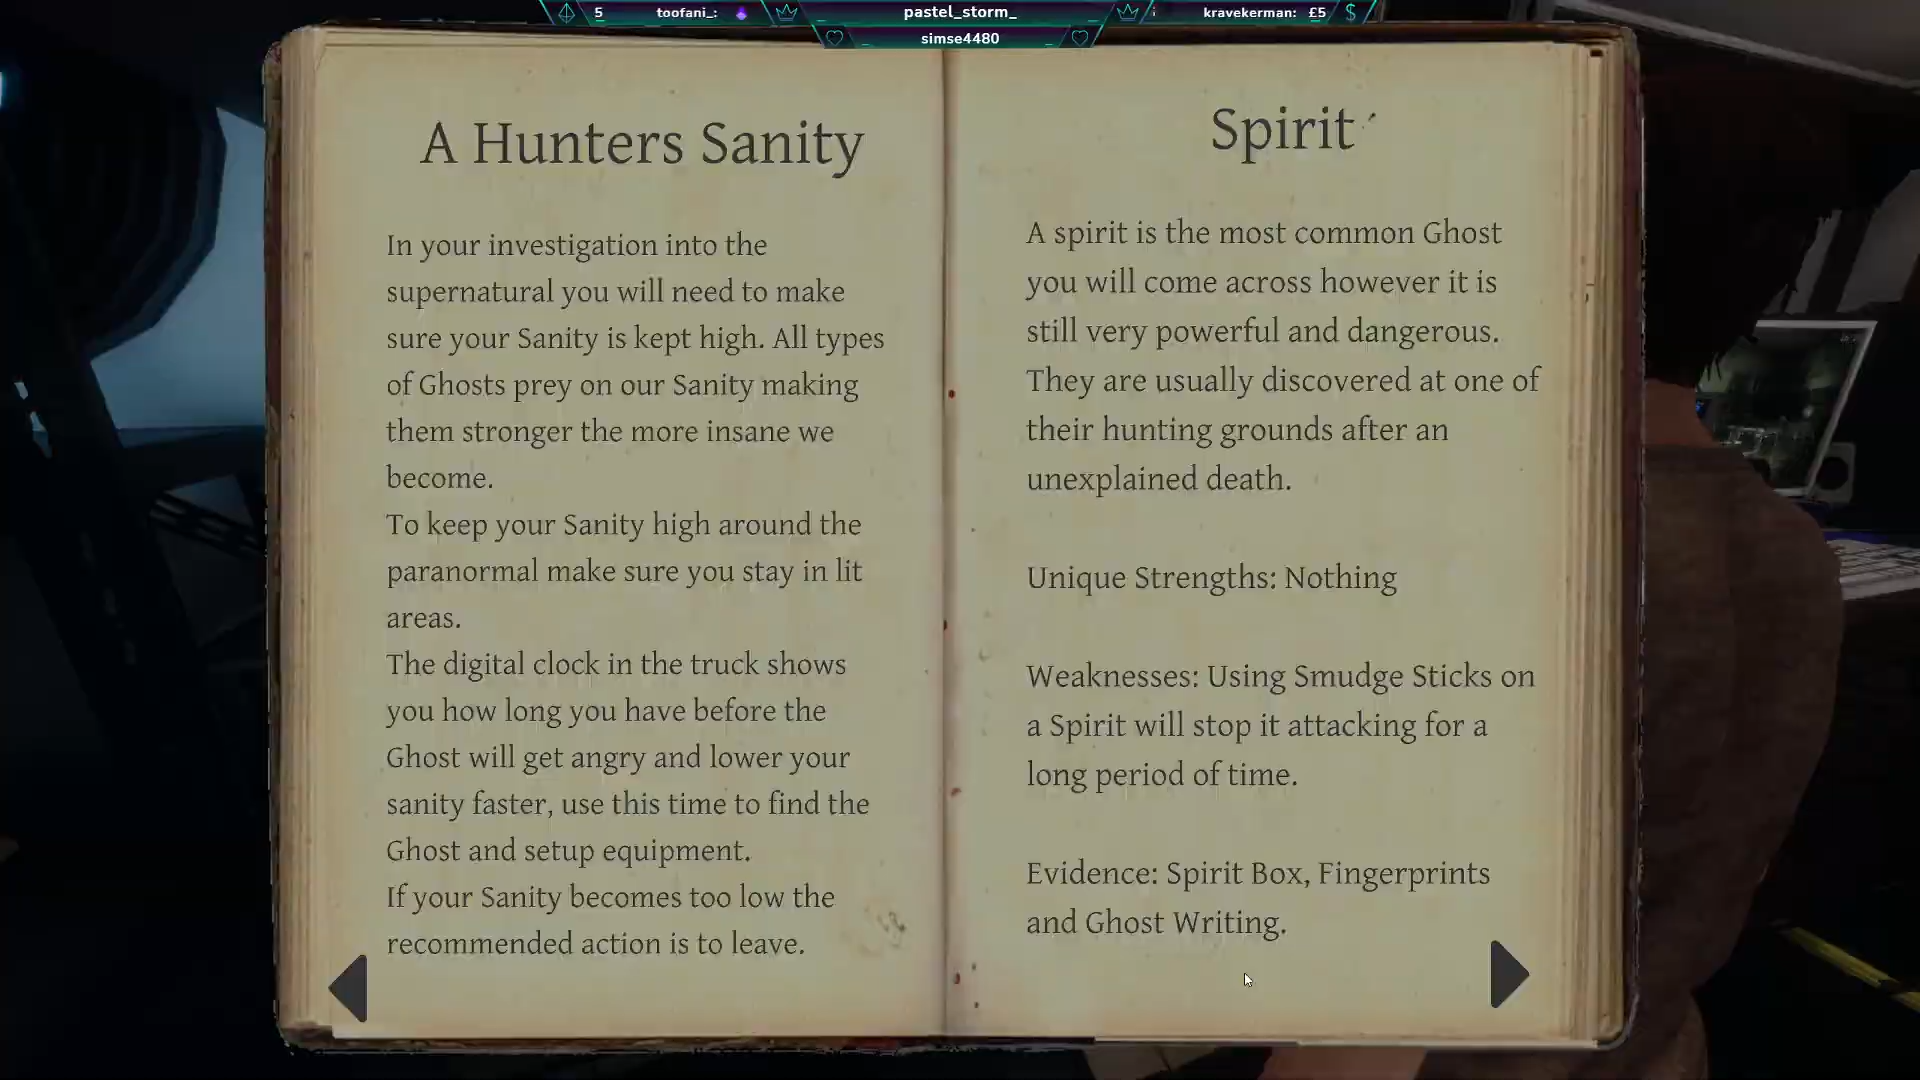 5 toofani_: pastel_storm_ kravekerman: £5
simse4480
A Hunters Sanity
In your investigation into the
supernatural you will need to make
sure your Sanity is kept high. All types
of Ghosts prey on our Sanity making
them stronger the more insane we
become.
To keep your Sanity high around the
paranormal make sure you stay in lit
areas.
The digital clock in the truck shows
you how long you have before the
Ghost will get angry and lower your
sanity faster, use this time to find the
Ghost and setup equipment.
If your Sanity becomes too low the
recommended action is to leave.
Spirit
A spirit is the most common Ghost
you will come across however it is
still very powerful and dangerous.
They are usually discovered at one of
their hunting grounds after an
unexplained death.
Unique Strengths: Nothing
Weaknesses: Using Smudge Sticks on
a Spirit will stop it attacking for a
long period of time.
Evidence: Spirit Box, Fingerprints
and Ghost Writing.